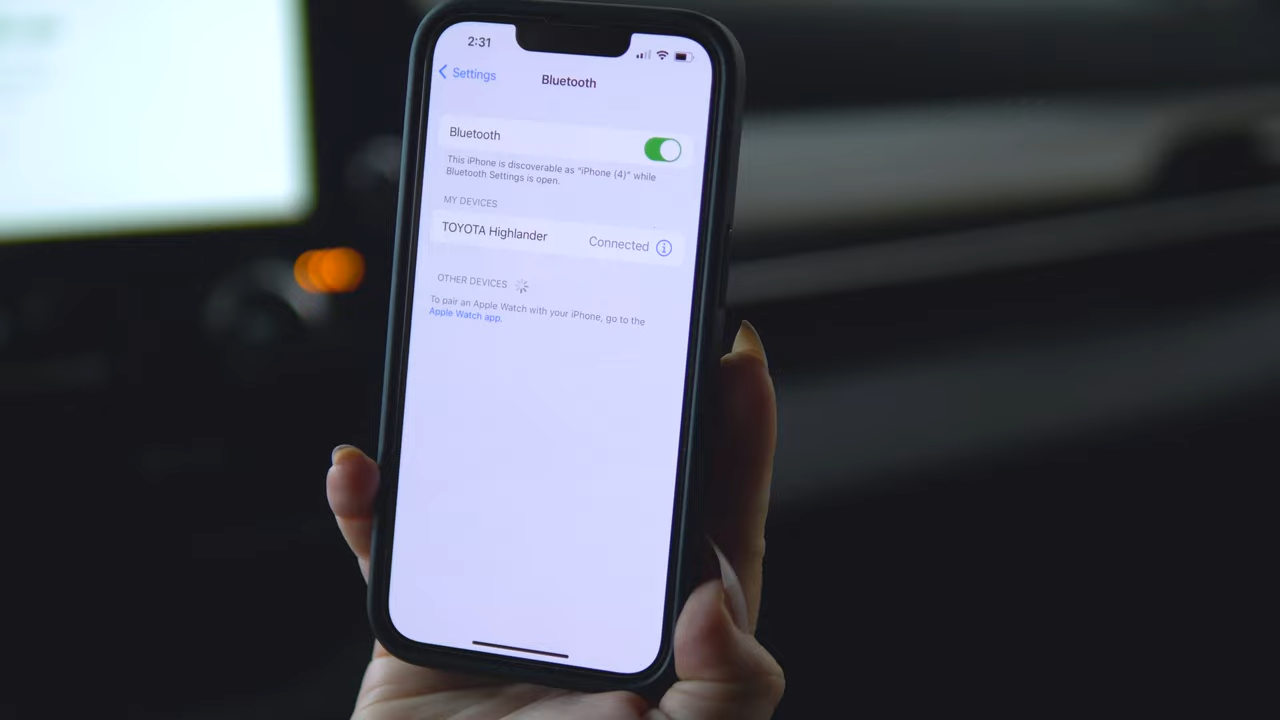 2:31
Settings
Bluetooth
Bluetooth
This iPhone is discoverable as “iPhone (4)” while
Bluetooth Settings is open.
MY DEVICES
TOYOTA Highlander Connected
OTHER DEVICES
To pair an Apple Watch with your iPhone, go to the
Apple Watch app.